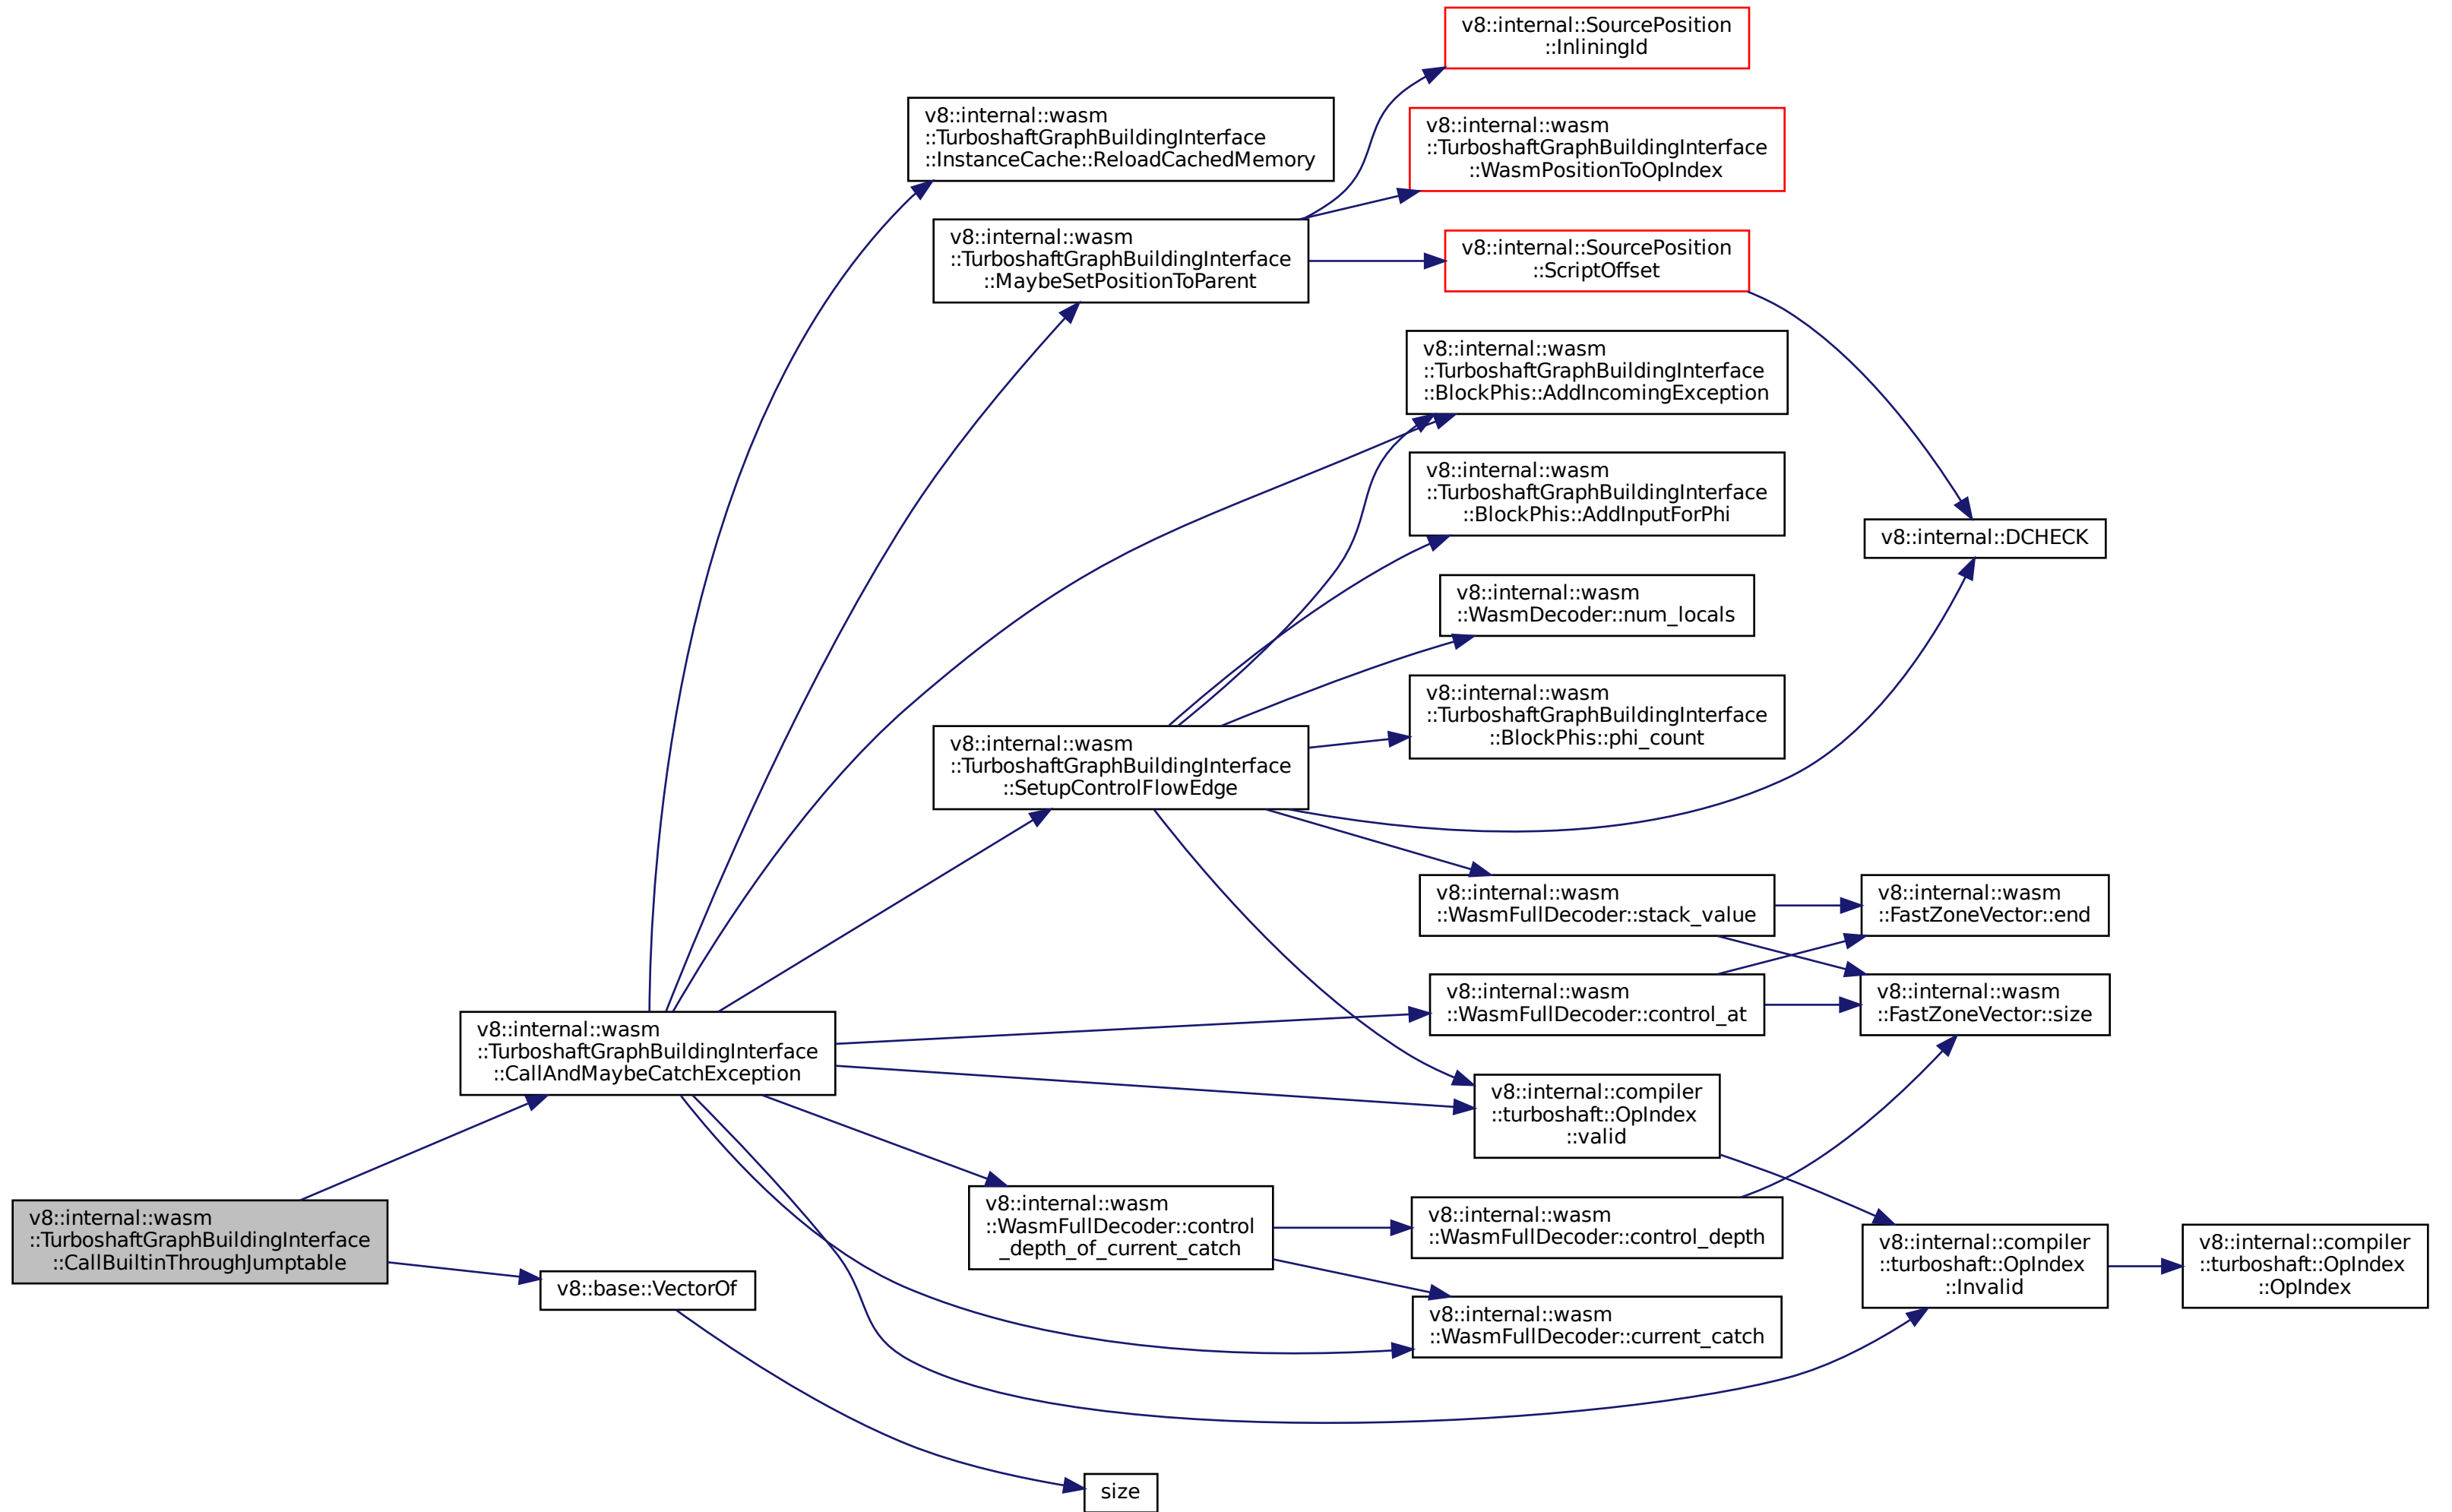 v8::internal::SourcePosition
::InliningId
v8::internal::wasm
::TurboshaftGraphBuildingInterface
::InstanceCache::ReloadCachedMemory
v8::internal::wasm
::TurboshaftGraphBuildingInterface
::WasmPositionToOpIndex
v8::internal::wasm
::TurboshaftGraphBuildingInterface
::MaybeSetPositionToParent
v8::internal::SourcePosition
::ScriptOffset
v8::internal::wasm
::TurboshaftGraphBuildingInterface
::BlockPhis::AddIncomingException
v8::internal::wasm
::TurboshaftGraphBuildingInterface
::BlockPhis::AddInputForPhi
v8::internal::DCHECK
v8::internal::wasm
::WasmDecoder::num_locals
v8::internal::wasm
::TurboshaftGraphBuildingInterface
::BlockPhis::phi_count
v8::internal::wasm
::TurboshaftGraphBuildingInterface
::SetupControlFlowEdge
v8::internal::wasm
::WasmFullDecoder::stack_value
v8::internal::wasm
::FastZoneVector::end
v8::internal::wasm
::WasmFullDecoder::control_at
v8::internal::wasm
::FastZoneVector::size
v8::internal::wasm
::TurboshaftGraphBuildingInterface
::CallAndMaybeCatchException
v8::internal::compiler
::turboshaft::OpIndex
::valid
v8::internal::wasm
::WasmFullDecoder::control
_depth_of_current_catch
v8::internal::wasm
::WasmFullDecoder::control_depth
v8::internal::wasm
::TurboshaftGraphBuildingInterface
::CallBuiltinThroughJumptable
v8::internal::compiler
::turboshaft::OpIndex
::Invalid
v8::internal::compiler
::turboshaft::OpIndex
::OpIndex
v8::base::VectorOf
v8::internal::wasm
::WasmFullDecoder::current_catch
size